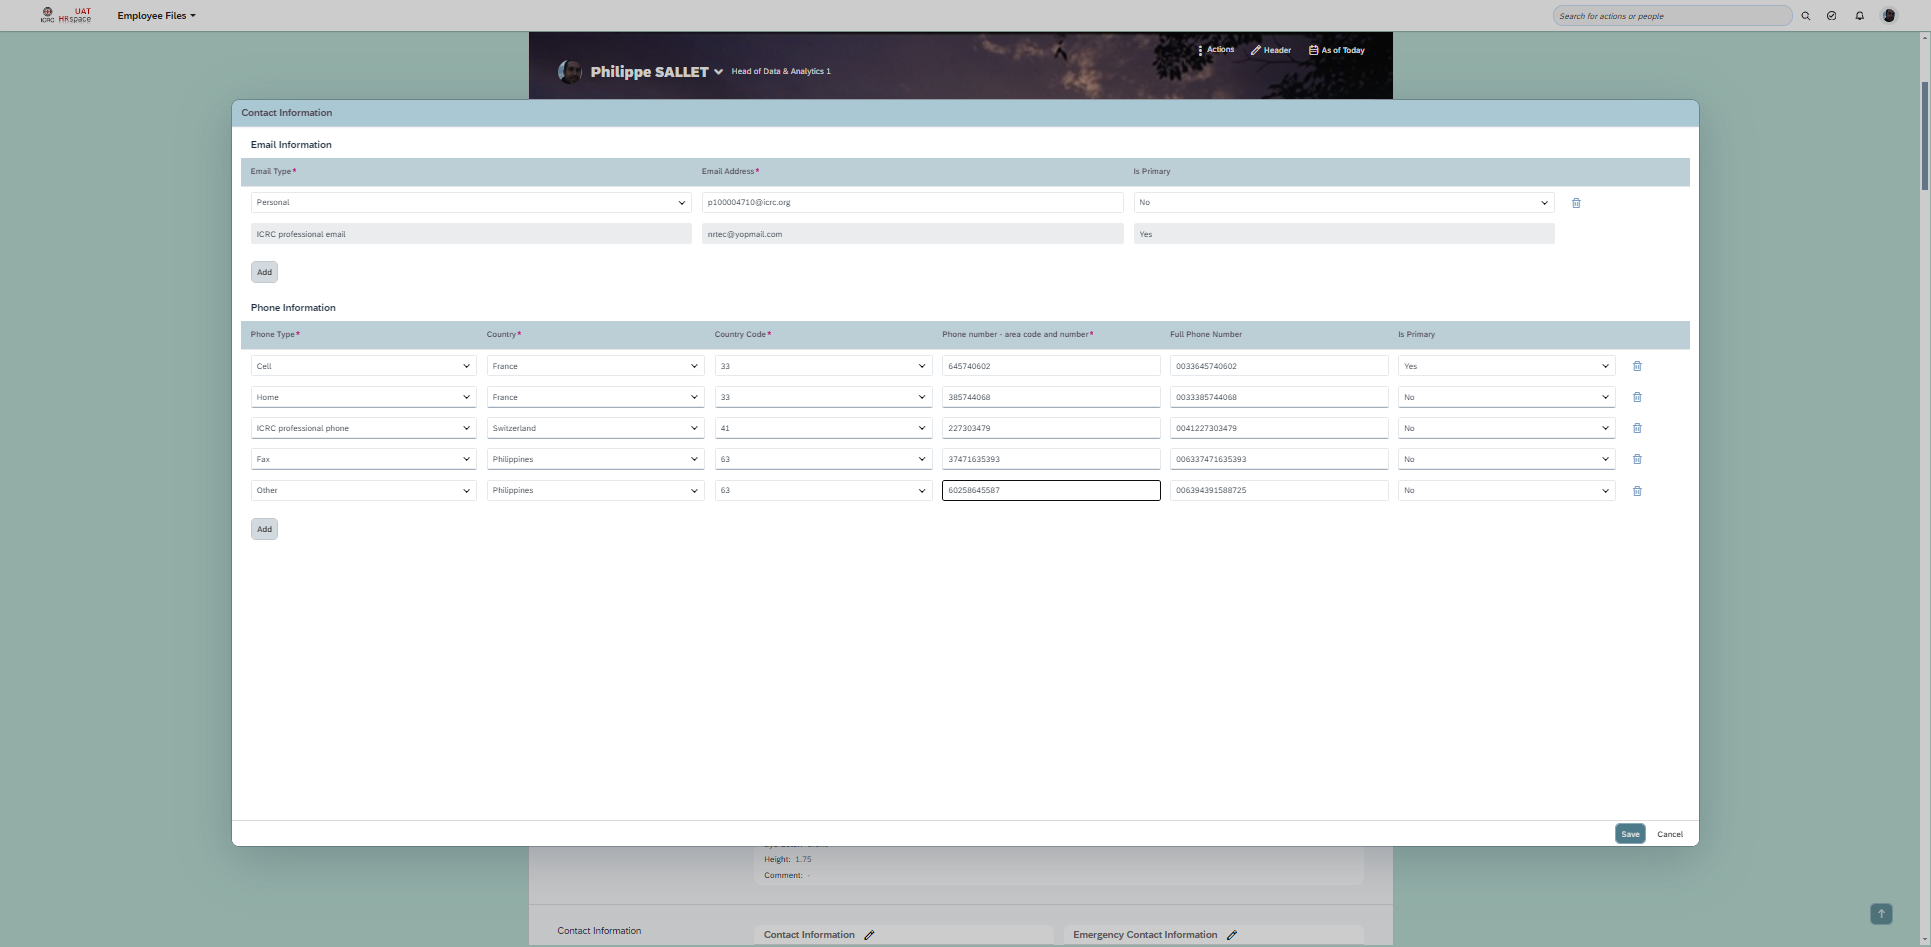 ICRC UAT HRspace Employee Files Search for actions or people
Actions Header As of Today
Philippe SALLET Head of Data & Analytics 1
Contact Information
Email Information
Email Type* Email Address* Is Primary
Personal p100004710@icrc.org No
ICRC professional email nrtec@yopmail.com Yes
Add
Phone Information
Phone Type* Country* Country Code* Phone number - area code and number* Full Phone Number Is Primary
Cell France 33 645740602 0033645740602 Yes
Home France 33 385744068 0033385744068 No
ICRC professional phone Switzerland 41 227303479 0041227303479 No
Fax Philippines 63 37471635393 006337471635393 No
Other Philippines 63 60258645587 006394391588725 No
Add
Save Cancel
Height: 1.75
Comment: -
Contact Information Contact Information Emergency Contact Information